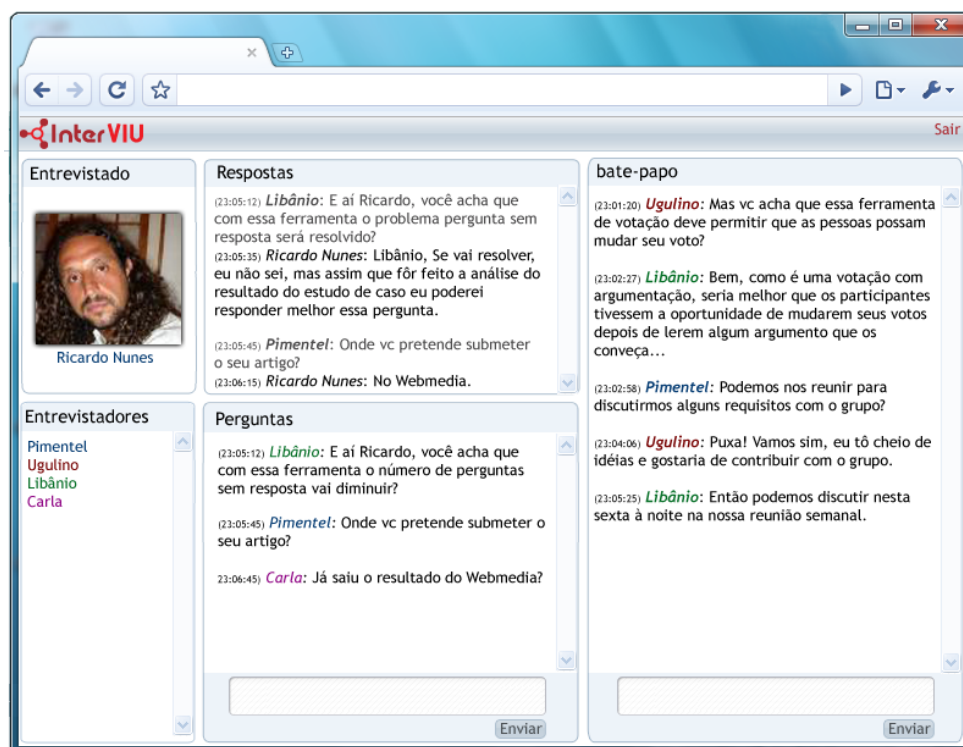 InterVIU
Sair
Entrevistado
Ricardo Nunes
Entrevistadores
Pimentel
Ugulino
Libânio
Carla
Respostas
(23:05:12) Libânio: E aí Ricardo, você acha que
com essa ferramenta o problema pergunta sem
resposta será resolvido?
(23:05:35) Ricardo Nunes: Libânio, Se vai resolver,
eu não sei, mas assim que fôr feito a análise do
resultado do estudo de caso eu poderei
responder melhor essa pergunta.
(23:05:45) Pimentel: Onde vc pretende submeter
o seu artigo?
(23:06:15) Ricardo Nunes: No Webmedia.
Perguntas
(23:05:12) Libânio: E aí Ricardo, você acha que
com essa ferramenta o número de perguntas
sem resposta vai diminuir?
(23:05:45) Pimentel: Onde vc pretende submeter o
seu artigo?
(23:06:45) Carla: Já saiu o resultado do Webmedia?
Enviar
bate-papo
(23:01:20) Ugulino: Mas vc acha que essa ferramenta
de votação deve permitir que as pessoas possam
mudar seu voto?
(23:02:27) Libânio: Bem, como é uma votação com
argumentação, seria melhor que os participantes
tivessem a oportunidade de mudarem seus votos
depois de lerem algum argumento que os
conveça...
(23:02:58) Pimentel: Podemos nos reunir para
discutirmos alguns requisitos com o grupo?
(23:04:06) Ugulino: Puxa! Vamos sim, eu tô cheio de
idéias e gostaria de contribuir com o grupo.
(23:05:25) Libânio: Então podemos discutir nesta
sexta à noite na nossa reunião semanal.
Enviar